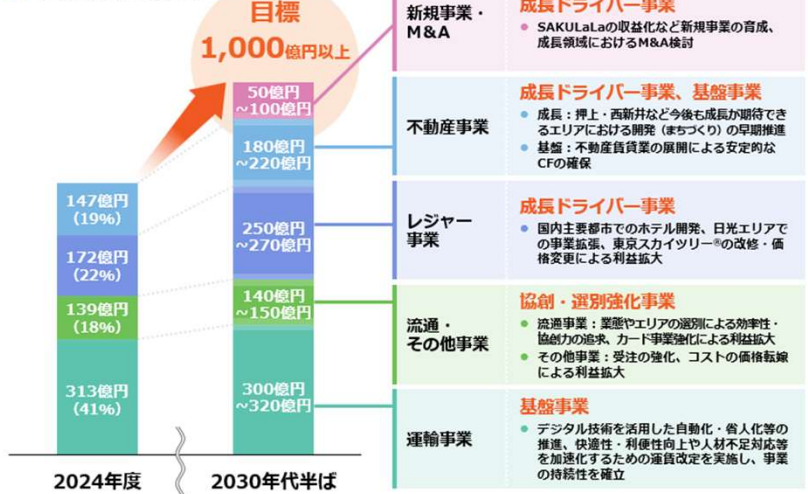 目標
1,000億円以上
50億円
~100億円
180億円
~220億円
250億円
~270億円
140億円
~150億円
300億円
~320億円
147億円
(19%)
172億円
(22%)
139億円
(18%)
313億円
(41%)
2024年度
2030年代半ば
新規事業・
M&A
成長ドライバー事業
● SAKULaLaの収益化など新規事業の育成、
成長領域におけるM&A検討
不動産事業
成長ドライバー事業、基盤事業
● 成長：押上・西新井など今後も成長が期待でき
るエリアにおける開発（まちづくり）の早期推進
● 基盤：不動産賃貸業の展開による安定的な
CFの確保
レジャー
事業
成長ドライバー事業
● 国内主要都市でのホテル開発、日光エリアで
の事業拡張、東京スカイツリー®の改修・価
格変更による利益拡大
流通・
その他事業
協創・選別強化事業
● 流通事業：業態やエリアの選別による効率性・
協創力の追求、カード事業強化による利益拡大
● その他事業：受注の強化、コストの価格転嫁
による利益拡大
運輸事業
基盤事業
● デジタル技術を活用した自動化・省人化等の
推進、快適性・利便性向上や人材不足対応等
を加速化するための運賃改定を実施し、事業
の持続性を確立